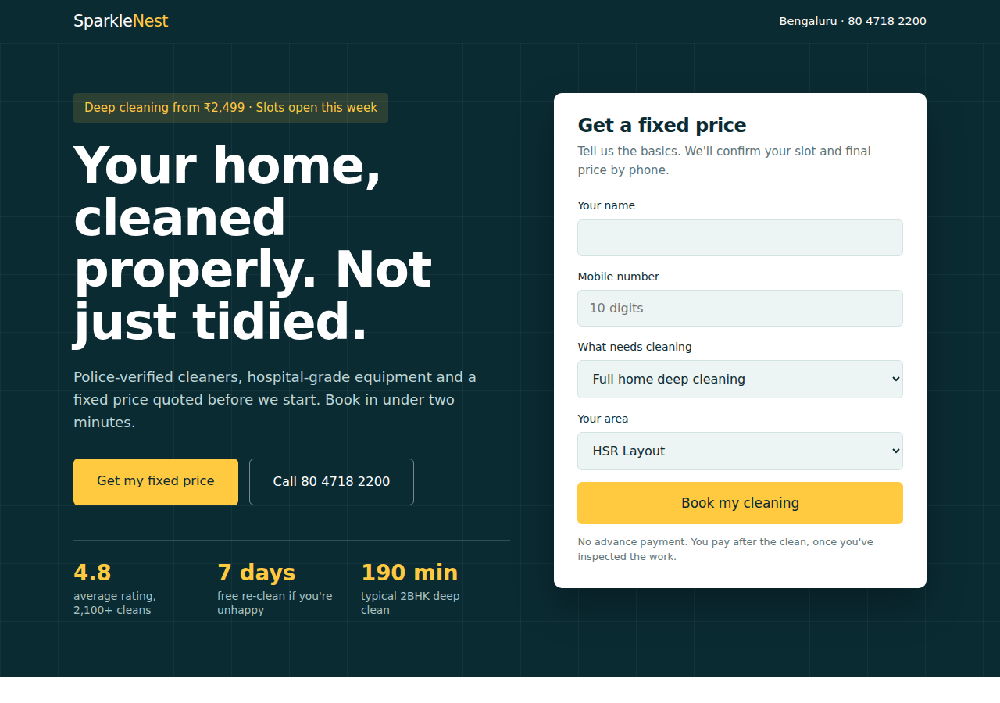 SparkleNest
Bengaluru · 80 4718 2200
Deep cleaning from ₹2,499 · Slots open this week
Your home,
cleaned
properly. Not
just tidied.
Police-verified cleaners, hospital-grade equipment and a
fixed price quoted before we start. Book in under two
minutes.
Get my fixed price
Call 80 4718 2200
4.8
average rating,
2,100+ cleans
7 days
free re-clean if you're
unhappy
190 min
typical 2BHK deep
clean
Get a fixed price
Tell us the basics. We'll confirm your slot and final
price by phone.
Your name
Mobile number
10 digits
What needs cleaning
Full home deep cleaning
Your area
HSR Layout
Book my cleaning
No advance payment. You pay after the clean, once you've
inspected the work.